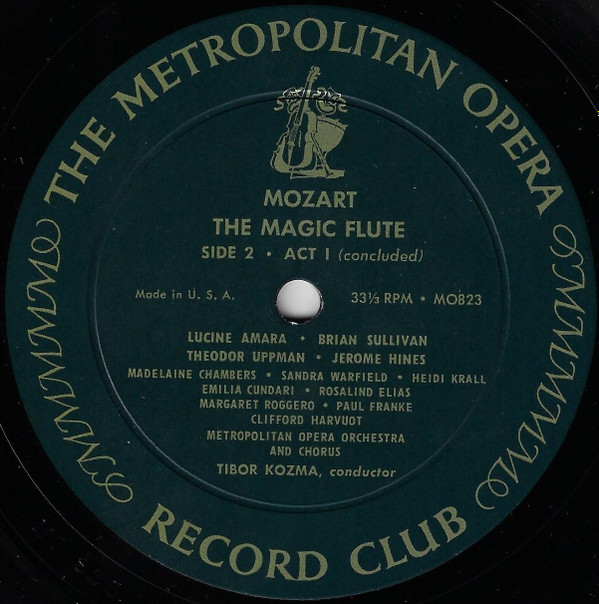 THE METROPOLITAN OPERA
MOZART
THE MAGIC FLUTE
SIDE 2 • ACT I (concluded)
Made in U. S. A.
33⅓ RPM • MO823
LUCINE AMARA • BRIAN SULLIVAN
THEODOR UPPMAN • JEROME HINES
MADELAINE CHAMBERS • SANDRA WARFIELD • HEIDI KRALL
EMILIA CUNDARI • ROSALIND ELIAS
MARGARET ROGGERO • PAUL FRANKE
CLIFFORD HARVUOT
METROPOLITAN OPERA ORCHESTRA
AND CHORUS
TIBOR KOZMA, conductor
RECORD CLUB